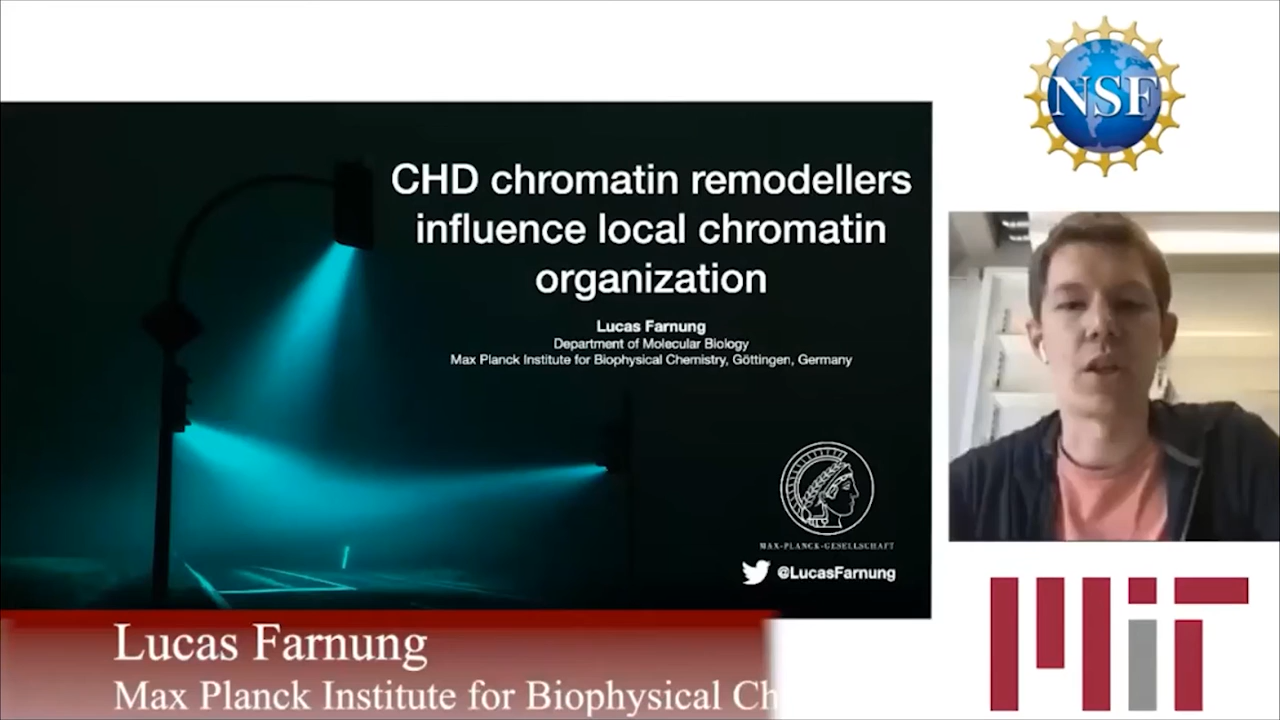 NSF
CHD chromatin remodellers
influence local chromatin
organization
Lucas Farnung
Department of Molecular Biology
Max Planck Institute for Biophysical Chemistry, Göttingen, Germany
MAX-PLANCK-GESELLSCHAFT
@LucasFarnung
Lucas Farnung
Max Planck Institute for Biophysical Ch
MiT